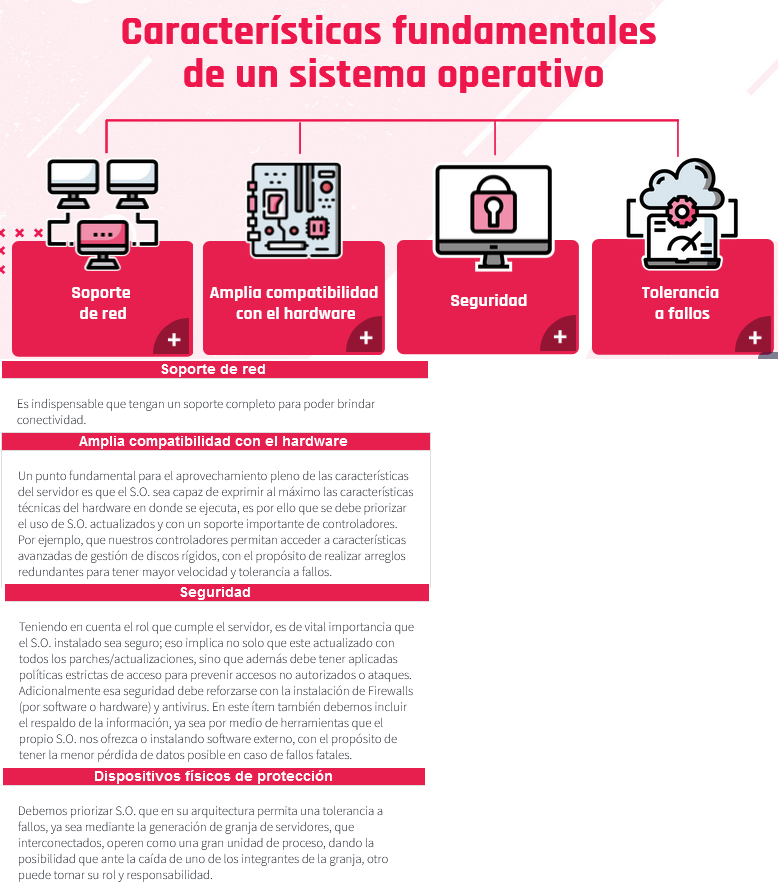 Características fundamentales
de un sistema operativo
Soporte
de red
+
Amplia compatibilidad
con el hardware
+
Seguridad
+
Tolerancia
a fallos
+
Soporte de red
Es indispensable que tengan un soporte completo para poder brindar
conectividad.
Amplia compatibilidad con el hardware
Un punto fundamental para el aprovechamiento pleno de las características
del servidor es que el S.O. sea capaz de exprimir al máximo las características
técnicas del hardware en donde se ejecuta, es por ello que se debe priorizar
el uso de S.O. actualizados y con un soporte importante de controladores.
Por ejemplo, que nuestros controladores permitan acceder a características
avanzadas de gestión de discos rígidos, con el propósito de realizar arreglos
redundantes para tener mayor velocidad y tolerancia a fallos.
Seguridad
Teniendo en cuenta el rol que cumple el servidor, es de vital importancia que
el S.O. instalado sea seguro; eso implica no solo que este actualizado con
todos los parches/actualizaciones, sino que además debe tener aplicadas
políticas estrictas de acceso para prevenir accesos no autorizados o ataques.
Adicionalmente esa seguridad debe reforzarse con la instalación de Firewalls
(por software o hardware) y antivirus. En este ítem también debemos incluir
el respaldo de la información, ya sea por medio de herramientas que el
propio S.O. nos ofrezca o instalando software externo, con el propósito de
tener la menor pérdida de datos posible en caso de fallos fatales.
Dispositivos físicos de protección
Debemos priorizar S.O. que en su arquitectura permita una tolerancia a
fallos, ya sea mediante la generación de granja de servidores, que
interconectados, operen como una gran unidad de proceso, dando la
posibilidad que ante la caída de uno de los integrantes de la granja, otro
puede tomar su rol y responsabilidad.